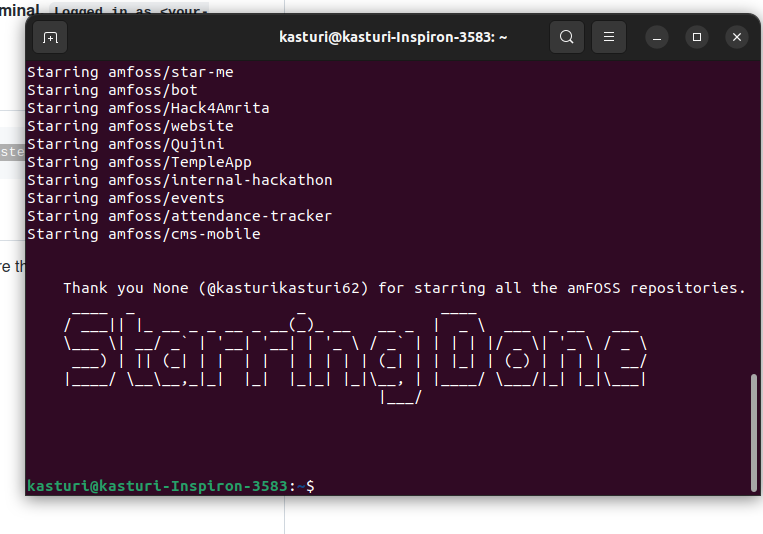 minal Logged in as <your-
kasturi@kasturi-Inspiron-3583: ~
Starring amfoss/star-me
Starring amfoss/bot
Starring amfoss/Hack4Amrita
Starring amfoss/website
Starring amfoss/Qujini
Starring amfoss/TempleApp
Starring amfoss/internal-hackathon
Starring amfoss/events
Starring amfoss/attendance-tracker
Starring amfoss/cms-mobile
Thank you None (@kasturikasturi62) for starring all the amFOSS repositories.
Starring Done
kasturi@kasturi-Inspiron-3583:~$